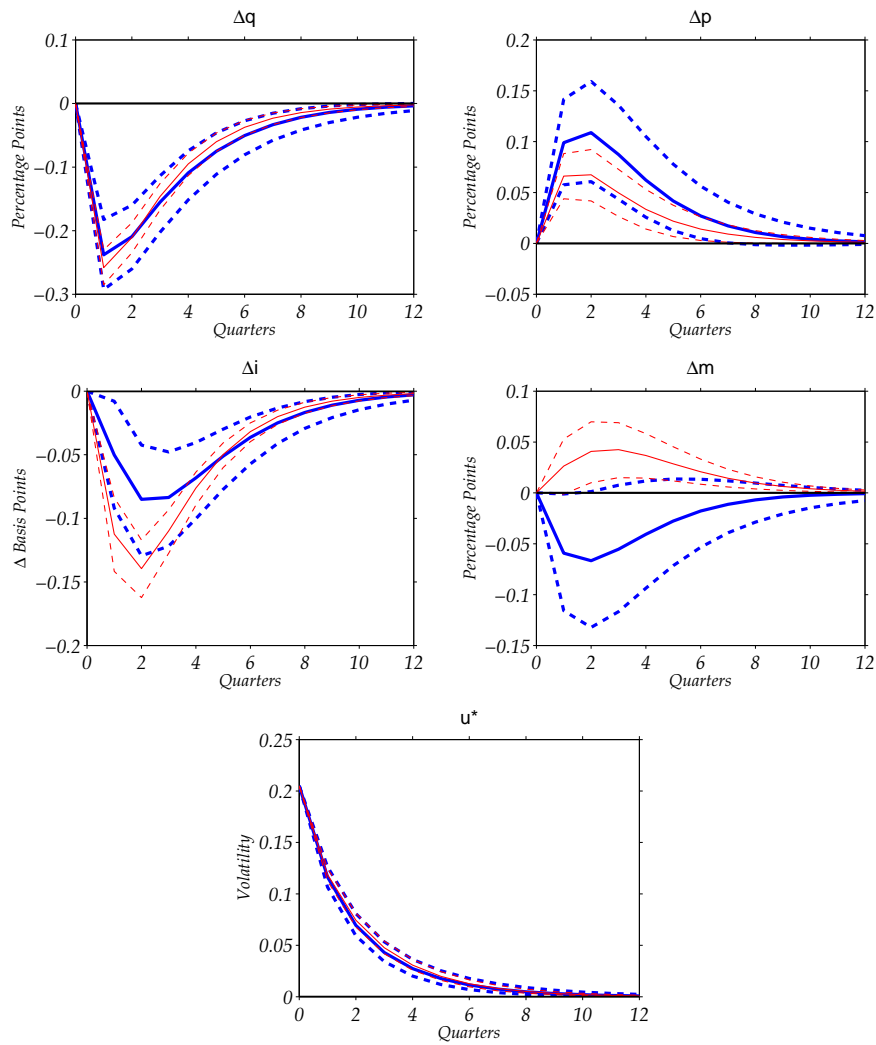 Δq
Percentage Points
0.1
0
−0.1
−0.2
−0.3
0 2 4 6 8 10 12
Quarters
Δp
Percentage Points
0.2
0.15
0.1
0.05
0
−0.05
0 2 4 6 8 10 12
Quarters
Δi
Δ Basis Points
0
−0.05
−0.1
−0.15
−0.2
0 2 4 6 8 10 12
Quarters
Δm
Percentage Points
0.1
0.05
0
−0.05
−0.1
−0.15
0 2 4 6 8 10 12
Quarters
u*
Volatility
0.25
0.2
0.15
0.1
0.05
0
0 2 4 6 8 10 12
Quarters